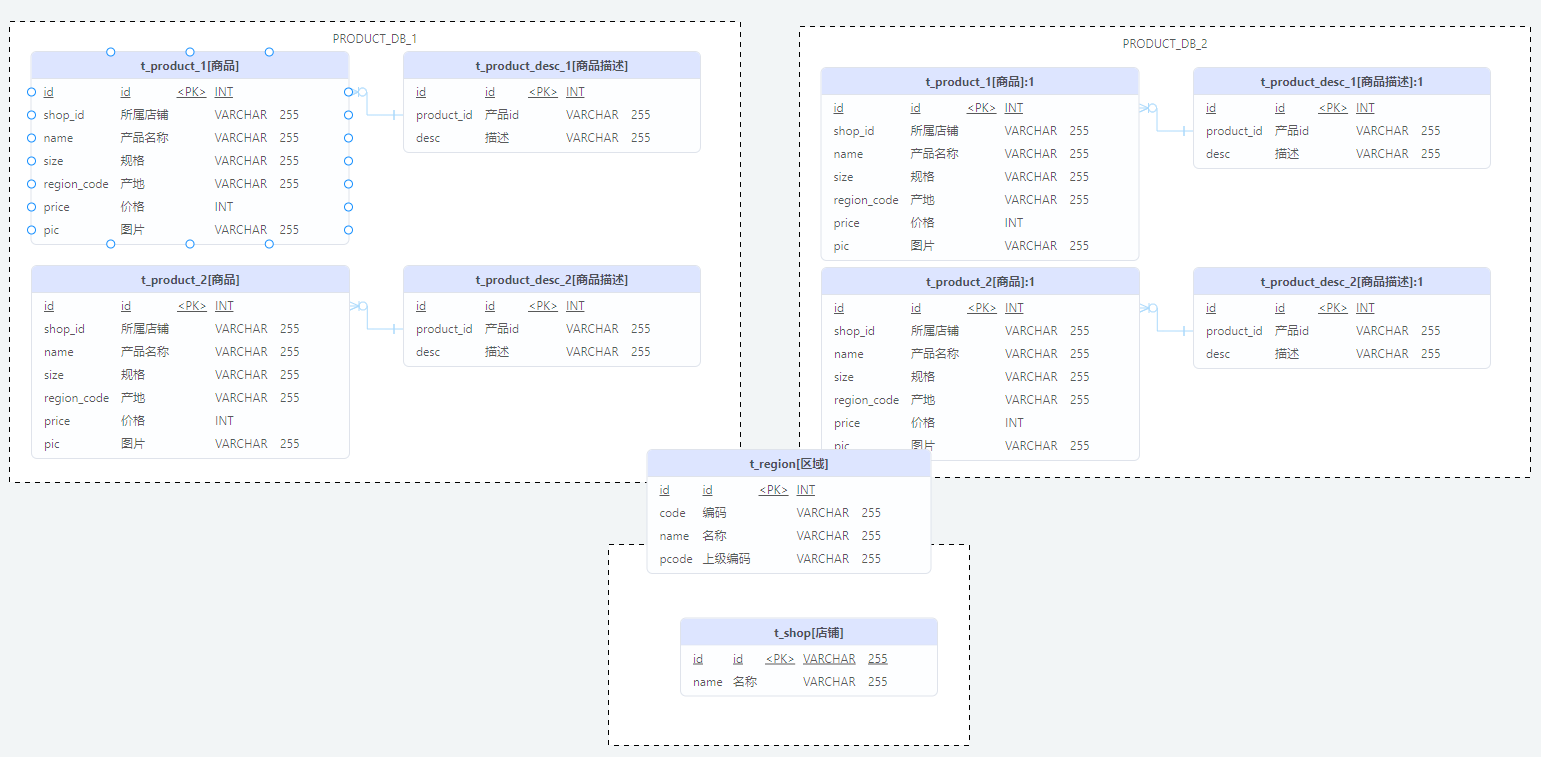 PRODUCT_DB_1
t_product_1[商品]
id id <PK> INT
shop_id 所属店铺 VARCHAR 255
name 产品名称 VARCHAR 255
size 规格 VARCHAR 255
region_code 产地 VARCHAR 255
price 价格 INT
pic 图片 VARCHAR 255
t_product_desc_1[商品描述]
id id <PK> INT
product_id 产品id VARCHAR 255
desc 描述 VARCHAR 255
t_product_2[商品]
id id <PK> INT
shop_id 所属店铺 VARCHAR 255
name 产品名称 VARCHAR 255
size 规格 VARCHAR 255
region_code 产地 VARCHAR 255
price 价格 INT
pic 图片 VARCHAR 255
t_product_desc_2[商品描述]
id id <PK> INT
product_id 产品id VARCHAR 255
desc 描述 VARCHAR 255
PRODUCT_DB_2
t_product_1[商品]:1
id id <PK> INT
shop_id 所属店铺 VARCHAR 255
name 产品名称 VARCHAR 255
size 规格 VARCHAR 255
region_code 产地 VARCHAR 255
price 价格 INT
pic 图片 VARCHAR 255
t_product_desc_1[商品描述]:1
id id <PK> INT
product_id 产品id VARCHAR 255
desc 描述 VARCHAR 255
t_product_2[商品]:1
id id <PK> INT
shop_id 所属店铺 VARCHAR 255
name 产品名称 VARCHAR 255
size 规格 VARCHAR 255
region_code 产地 VARCHAR 255
price 价格 INT
pic 图片 VARCHAR 255
t_product_desc_2[商品描述]:1
id id <PK> INT
product_id 产品id VARCHAR 255
desc 描述 VARCHAR 255
t_region[区域]
id id <PK> INT
code 编码 VARCHAR 255
name 名称 VARCHAR 255
pcode 上级编码 VARCHAR 255
t_shop[店铺]
id id <PK> VARCHAR 255
name 名称 VARCHAR 255